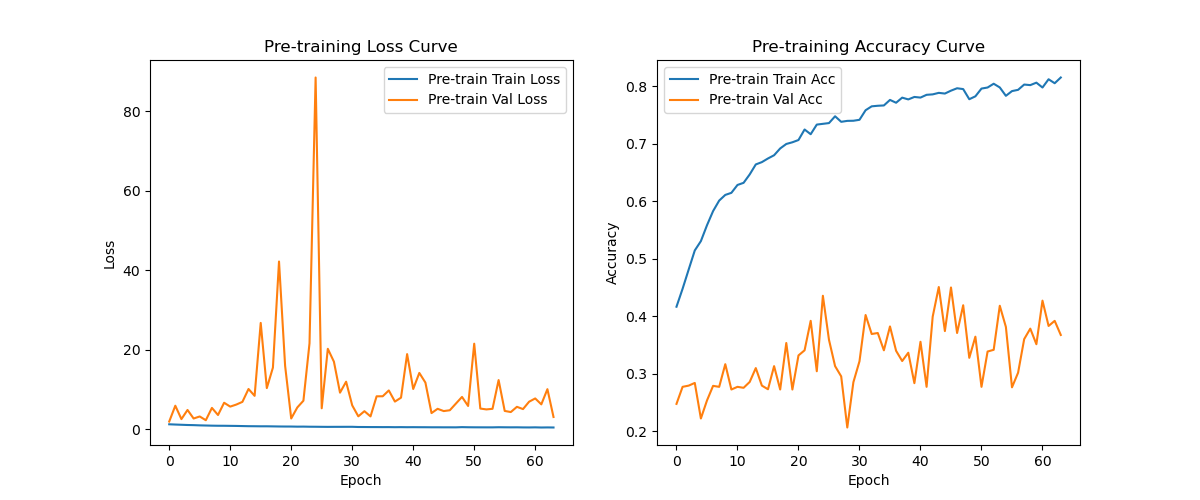 Pre-training Loss Curve
Pre-train Train Loss
Pre-train Val Loss
Loss
80
60
40
20
0
0 10 20 30 40 50 60
Epoch
Pre-training Accuracy Curve
Pre-train Train Acc
Pre-train Val Acc
Accuracy
0.8
0.7
0.6
0.5
0.4
0.3
0.2
0 10 20 30 40 50 60
Epoch